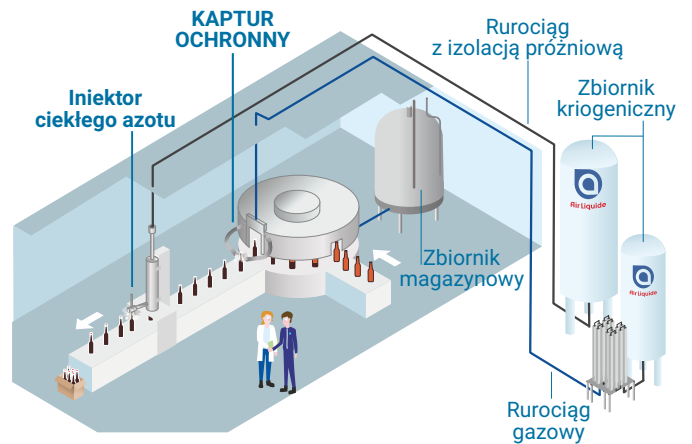 KAPTUR
OCHRONNY
Rurociąg
z izolacją próżniową
Zbiornik
kriogeniczny
Iniektor
ciekłego azotu
Air Liquide
Zbiornik
magazynowy
Air Liquide
Rurociąg
gazowy